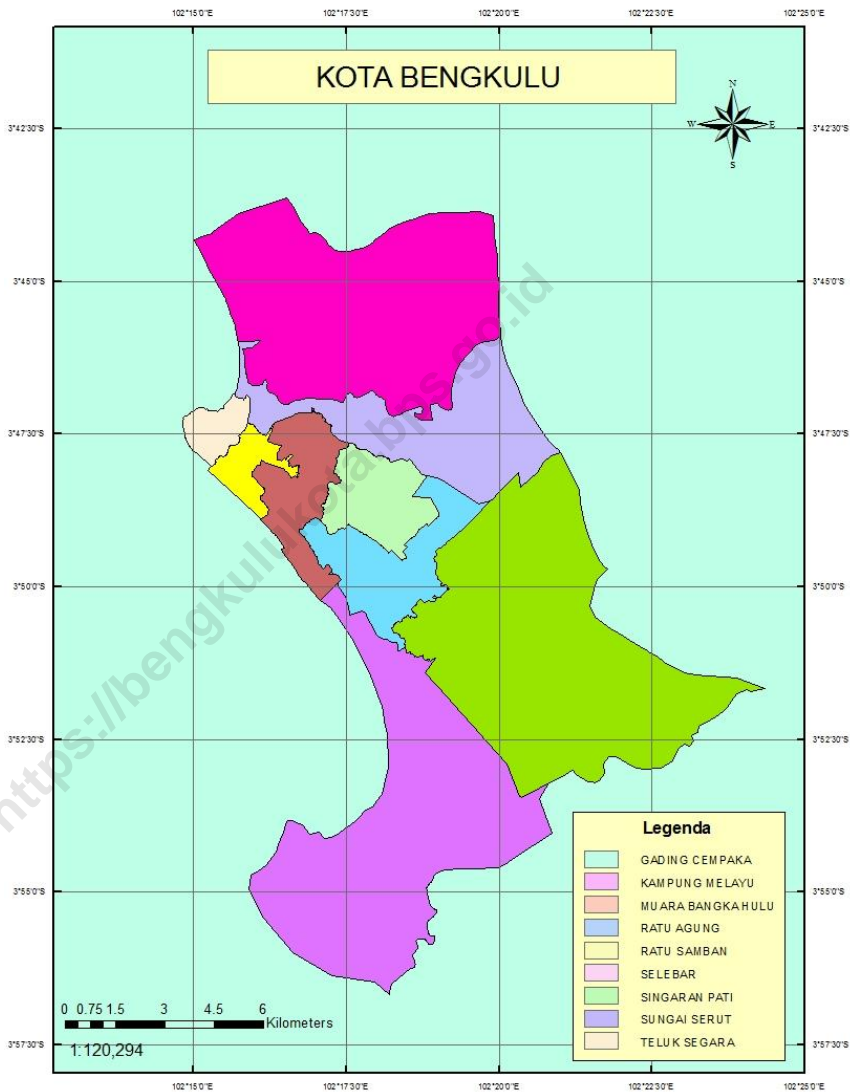 102°15'0"E 102°17'30"E 102°20'0"E 102°22'30"E 102°25'0"E
KOTA BENGKULU
N
W E
S
3°42'30"S 3°42'30"S
3°45'0"S 3°45'0"S
3°47'30"S 3°47'30"S
3°50'0"S 3°50'0"S
3°52'30"S 3°52'30"S
3°55'0"S 3°55'0"S
3°57'30"S 3°57'30"S
https://bengkulukota.bps.go.id
Legenda
GADING CEMPAKA
KAMPUNG MELAYU
MUARA BANGKAHULU
RATU AGUNG
RATU SAMBAN
SELEBAR
SINGARAN PATI
SUNGAI SERUT
TELUK SEGARA
0 0.75 1.5 3 4.5 6
Kilometers
1:120,294
102°15'0"E 102°17'30"E 102°20'0"E 102°22'30"E 102°25'0"E